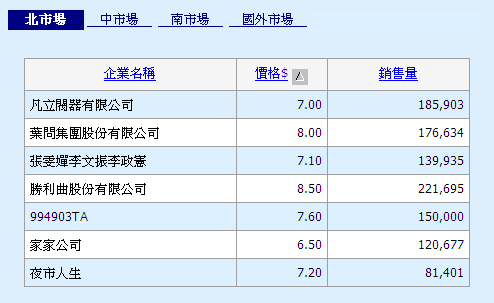 北市場 中市場 南市場 國外市場
企業名稱 價格$ 銷售量
凡立閥器有限公司 7.00 185,903
葉問集團股份有限公司 8.00 176,634
張雯嬋李文振李政憲 7.10 139,935
勝利曲股份有限公司 8.50 221,695
994903TA 7.60 150,000
家家公司 6.50 120,677
夜市人生 7.20 81,401